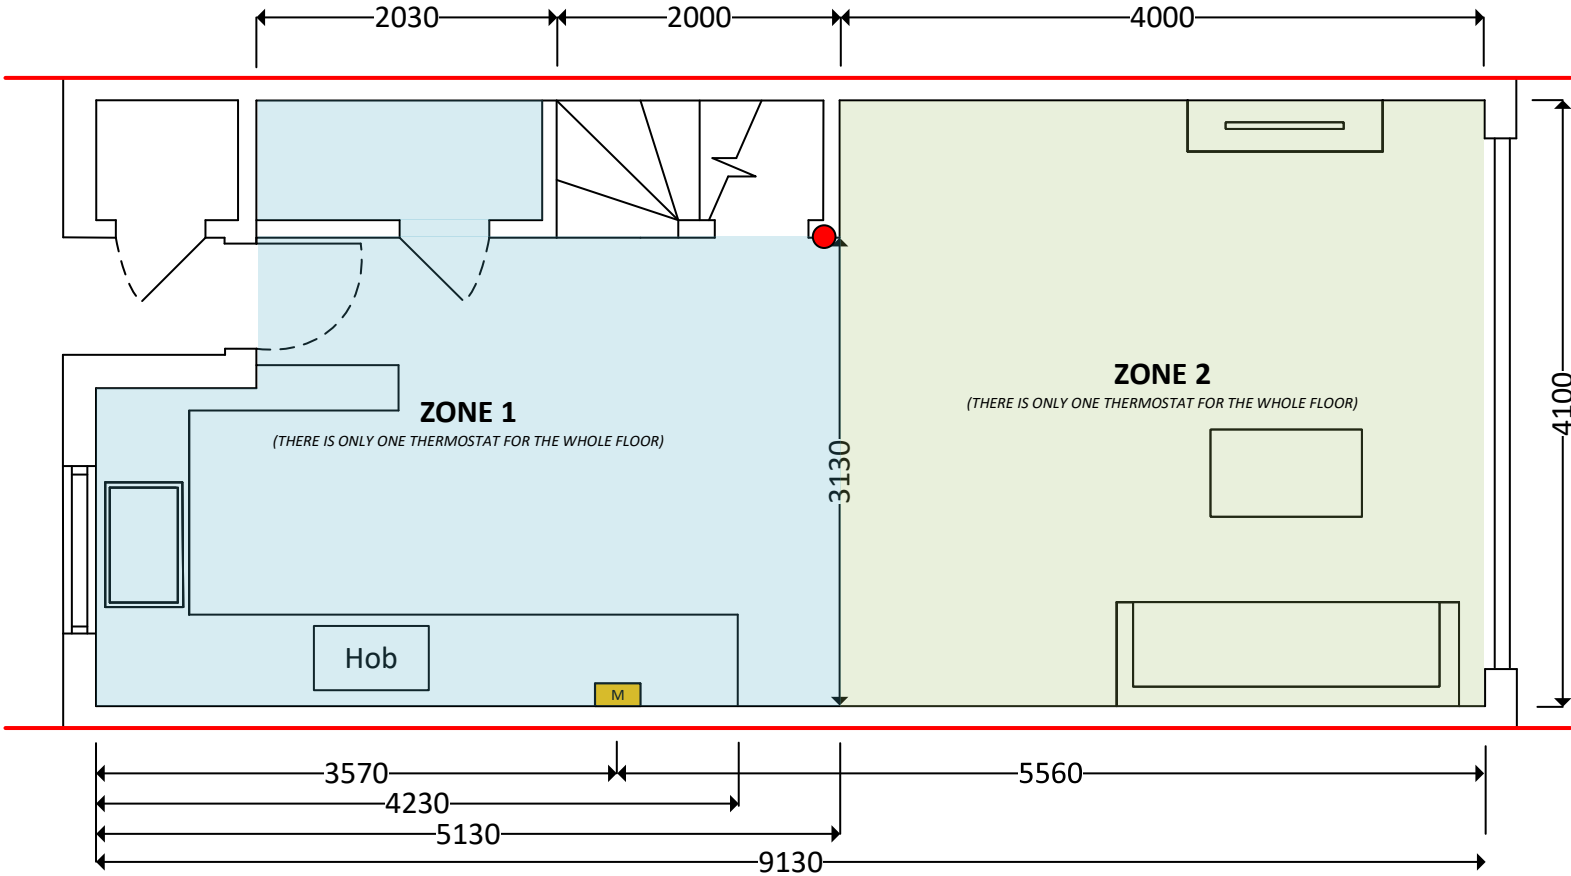 2030
2000
4000
ZONE 2
(THERE IS ONLY ONE THERMOSTAT FOR THE WHOLE FLOOR)
4100
ZONE 1
(THERE IS ONLY ONE THERMOSTAT FOR THE WHOLE FLOOR)
3130
Hob
M
3570
5560
4230
5130
9130